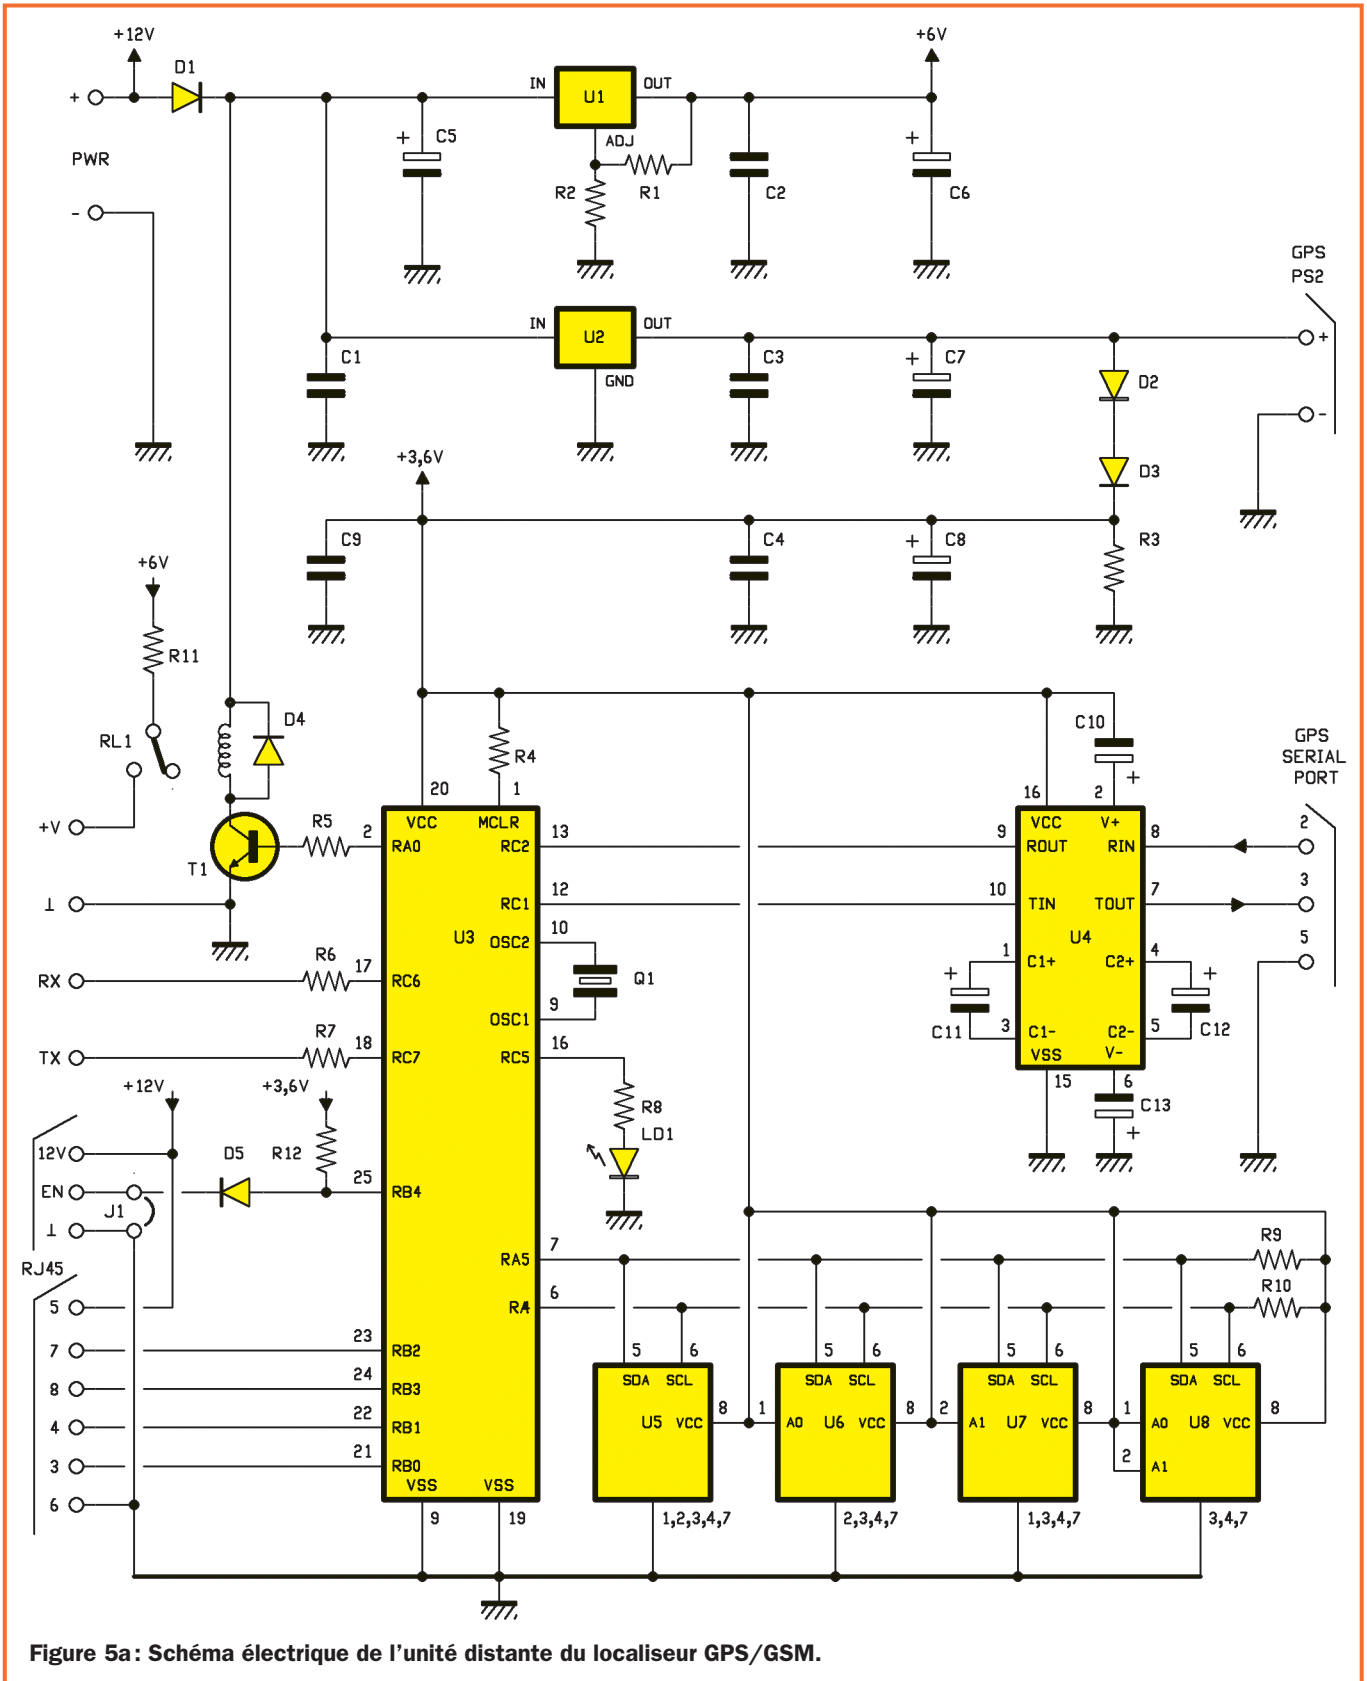 +12V
D1
+
PWR
-
IN
U1
OUT
ADJ
+6V
+
C5
R2
R1
C2
+
C6
GPS
PS2
IN
U2
OUT
GND
C1
C3
+
C7
D2
+
-
D3
+3,6V
C9
C4
+
C8
R3
+6V
R11
RL1
D4
+V
T1
R5
2
⊥
RX
R6
17
TX
R7
18
+12V
+3,6V
12V
EN
⊥
J1
D5
R12
25
RJ45
5
7
23
8
24
4
22
3
21
6
R4
20
1
VCC
MCLR
RA0
RC2
13
RC1
12
U3
OSC2
10
Q1
RC6
OSC1
9
RC7
RC5
16
R8
LD1
RB4
RA5
7
RA4
6
RB2
RB3
RB1
RB0
VSS
VSS
9
19
C10
+
16
2
VCC
V+
9
ROUT
RIN
8
10
TIN
TOUT
7
U4
1
C1+
C2+
4
+
C11
+
C12
3
C1-
C2-
5
VSS
V-
15
6
C13
+
GPS
SERIAL
PORT
2
3
5
R9
R10
5
6
SDA
SCL
U5
VCC
8
1,2,3,4,7
5
6
SDA
SCL
1
A0
U6
VCC
8
2,3,4,7
5
6
SDA
SCL
2
A1
U7
VCC
8
1,3,4,7
5
6
SDA
SCL
1
A0
U8
VCC
8
2
A1
3,4,7
Figure 5a: Schéma électrique de l'unité distante du localiseur GPS/GSM.